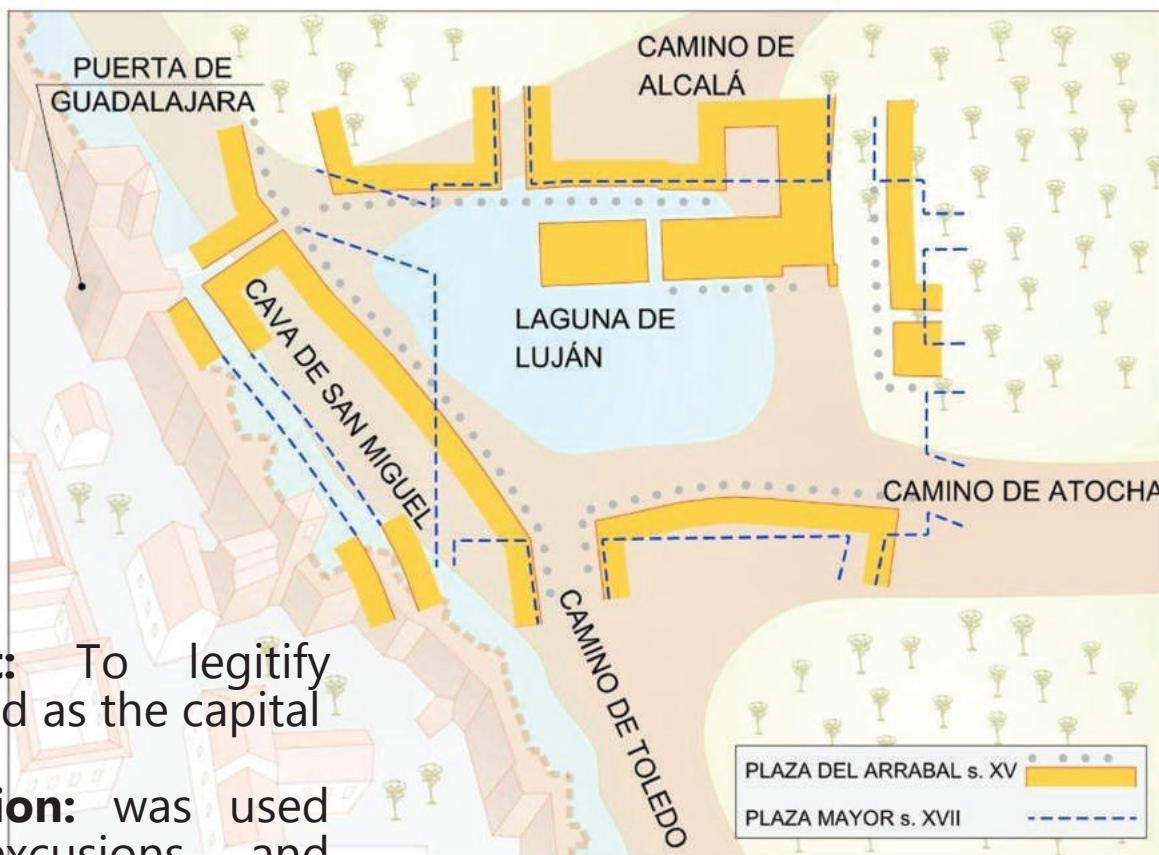 PUERTA DE
GUADALAJARA
CAMINO DE
ALCALÁ
CAVA DE SAN MIGUEL
LAGUNA DE
LUJÁN
CAMINO DE ATOCHA
CAMINO DE TOLEDO
To legitify
as the capital
was used
and
PLAZA DEL ARRABAL s. XV
PLAZA MAYOR s. XVII